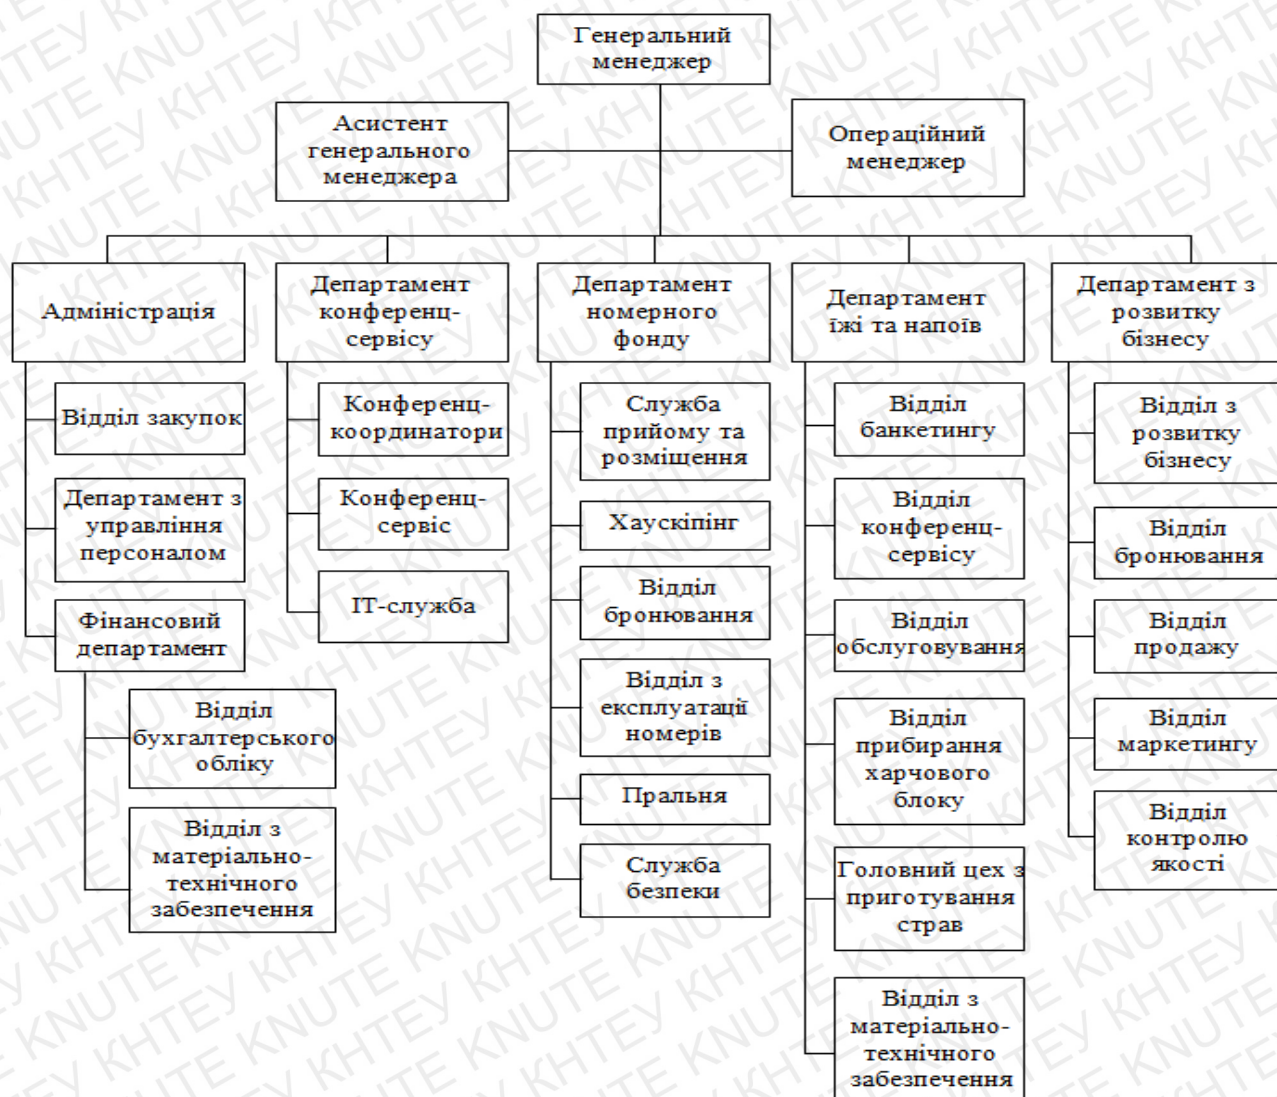 Генеральний
менеджер
Асистент
генерального
менеджера
Операційний
менеджер
Адміністрація
Відділ закупок
Департамент з
управління
персоналом
Фінансовий
департамент
Відділ
бухгалтерського
обліку
Відділ з
матеріально-
технічного
забезпечення
Департамент
конференц-
сервісу
Конференц-
координатори
Конференц-
сервіс
ІТ-служба
Департамент
номерного
фонду
Служба
прийому та
розміщення
Хаускіпінг
Відділ
бронювання
Відділ з
експлуатації
номерів
Пральня
Служба
безпеки
Департамент
їжі та напоїв
Відділ
банкетингу
Відділ
конференц-
сервісу
Відділ
обслуговування
Відділ
прибирання
харчового
блоку
Головний цех з
приготування
страв
Відділ з
матеріально-
технічного
забезпечення
Департамент з
розвитку
бізнесу
Відділ з
розвитку
бізнесу
Відділ
бронювання
Відділ
продажу
Відділ
маркетингу
Відділ
контролю
якості
KNUTE КНТЕУ